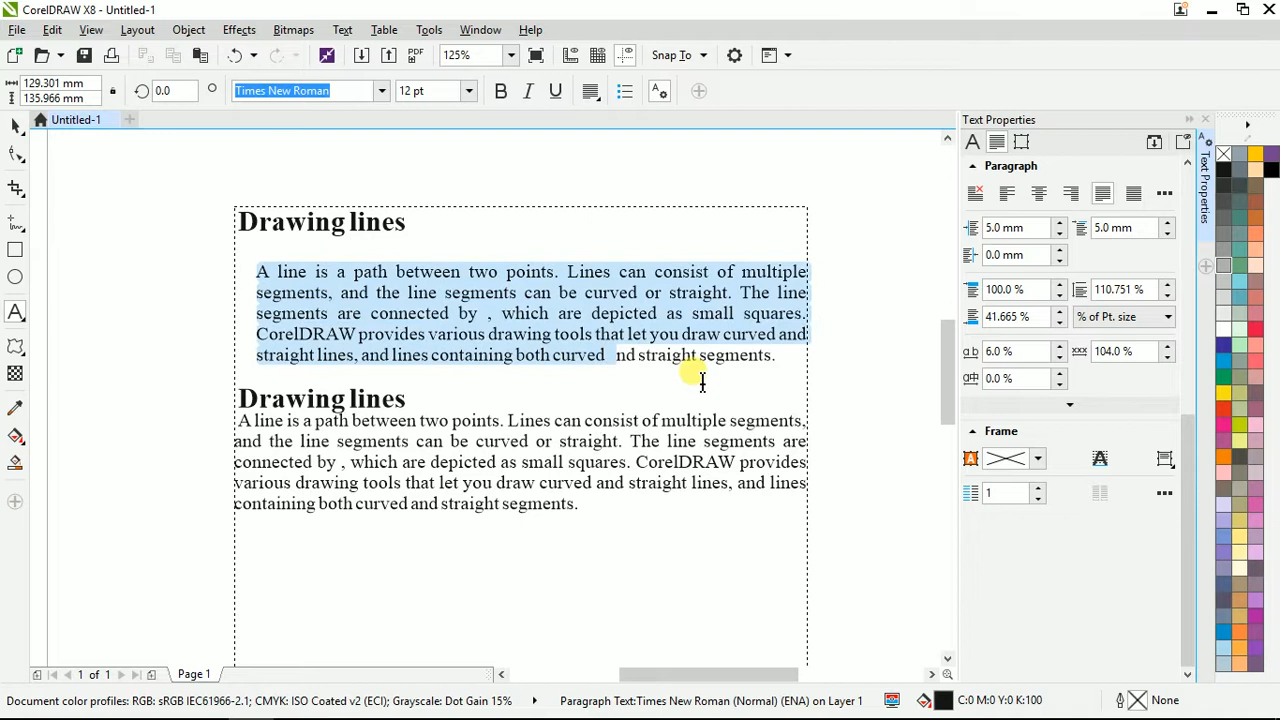 CorelDRAW X8 - Untitled-1
File Edit View Layout Object Effects Bitmaps Text Table Tools Window Help
PDF 125% Snap To
129.301 mm
135.966 mm
0.0 Times New Roman 12 pt B I U
Untitled-1
Text Properties
Paragraph
5.0 mm 5.0 mm
0.0 mm
100.0 % 110.751 %
41.665 % % of Pt. size
ab 6.0 % xxx 104.0 %
0.0 %
Frame
1
Text Properties
Drawing lines
A line is a path between two points. Lines can consist of multiple
segments, and the line segments can be curved or straight. The line
segments are connected by , which are depicted as small squares.
CorelDRAW provides various drawing tools that let you draw curved and
straight lines, and lines containing both curved nd straight segments.
Drawing lines
A line is a path between two points. Lines can consist of multiple segments,
and the line segments can be curved or straight. The line segments are
connected by , which are depicted as small squares. CorelDRAW provides
various drawing tools that let you draw curved and straight lines, and lines
containing both curved and straight segments.
1 of 1 Page 1
Document color profiles: RGB: sRGB IEC61966-2.1; CMYK: ISO Coated v2 (ECI); Grayscale: Dot Gain 15% Paragraph Text:Times New Roman (Normal) (ENA) on Layer 1 C:0 M:0 Y:0 K:100 None